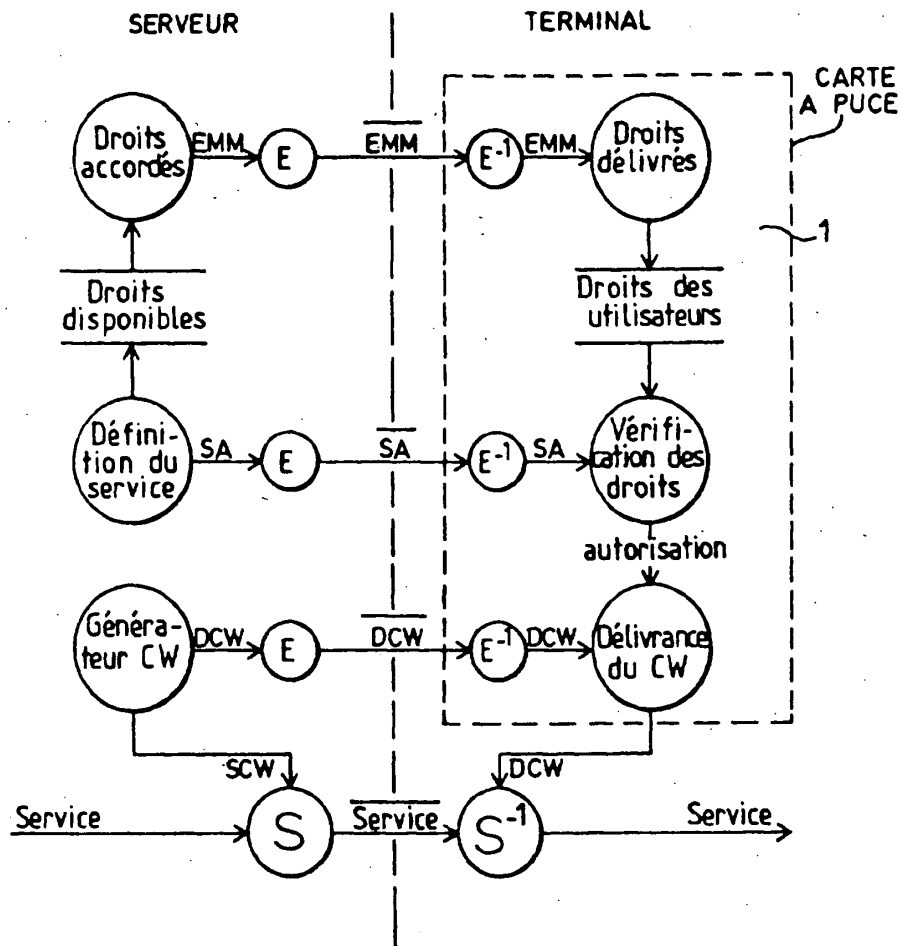 SERVEUR
TERMINAL
CARTE
A PUCE
Droits
accordés
EMM
E
EMM
E-1
EMM
Droits
délivrés
1
Droits
disponibles
Droits des
utilisateurs
Défini-
tion du
service
SA
E
SA
E-1
SA
Vérifi-
cation des
droits
autorisation
Généra-
teur CW
DCW
E
DCW
E-1
DCW
Délivrance
du CW
SCW
DCW
Service
S
Service
S-1
Service